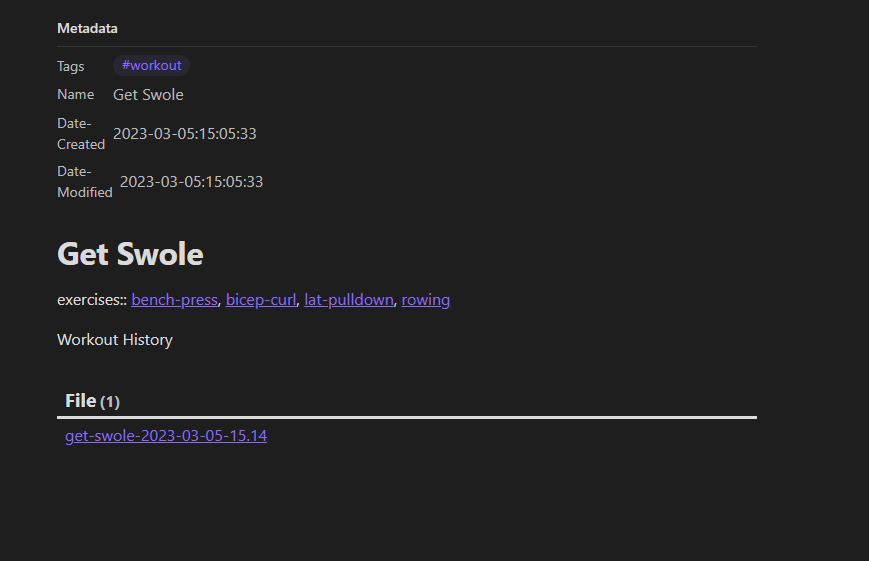 Metadata
Tags #workout
Name Get Swole
Date-
Created 2023-03-05:15:05:33
Date-
Modified 2023-03-05:15:05:33
Get Swole
exercises:: bench-press, bicep-curl, lat-pulldown, rowing
Workout History
File (1)
get-swole-2023-03-05-15.14